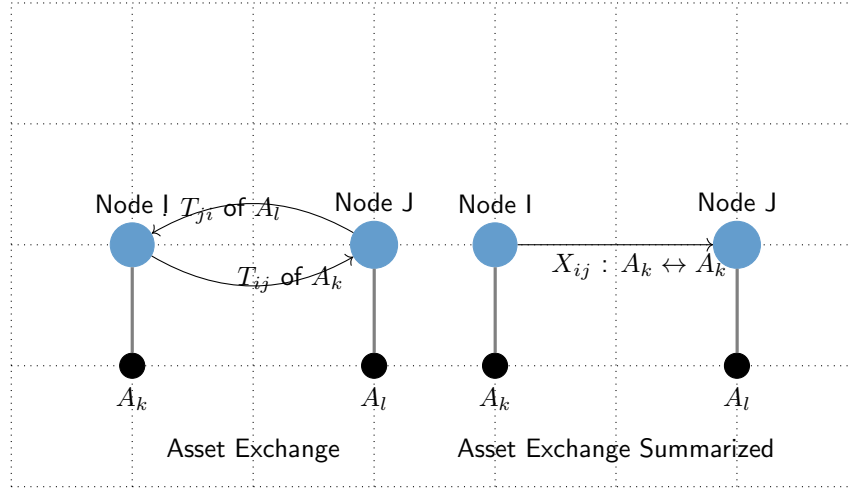 Node I
Node J
Node I
Node J
$T_{ji}$ of $A_l$
$T_{ij}$ of $A_k$
$X_{ij} : A_k \leftrightarrow A_k$
$A_k$
$A_l$
$A_k$
$A_l$
Asset Exchange
Asset Exchange Summarized